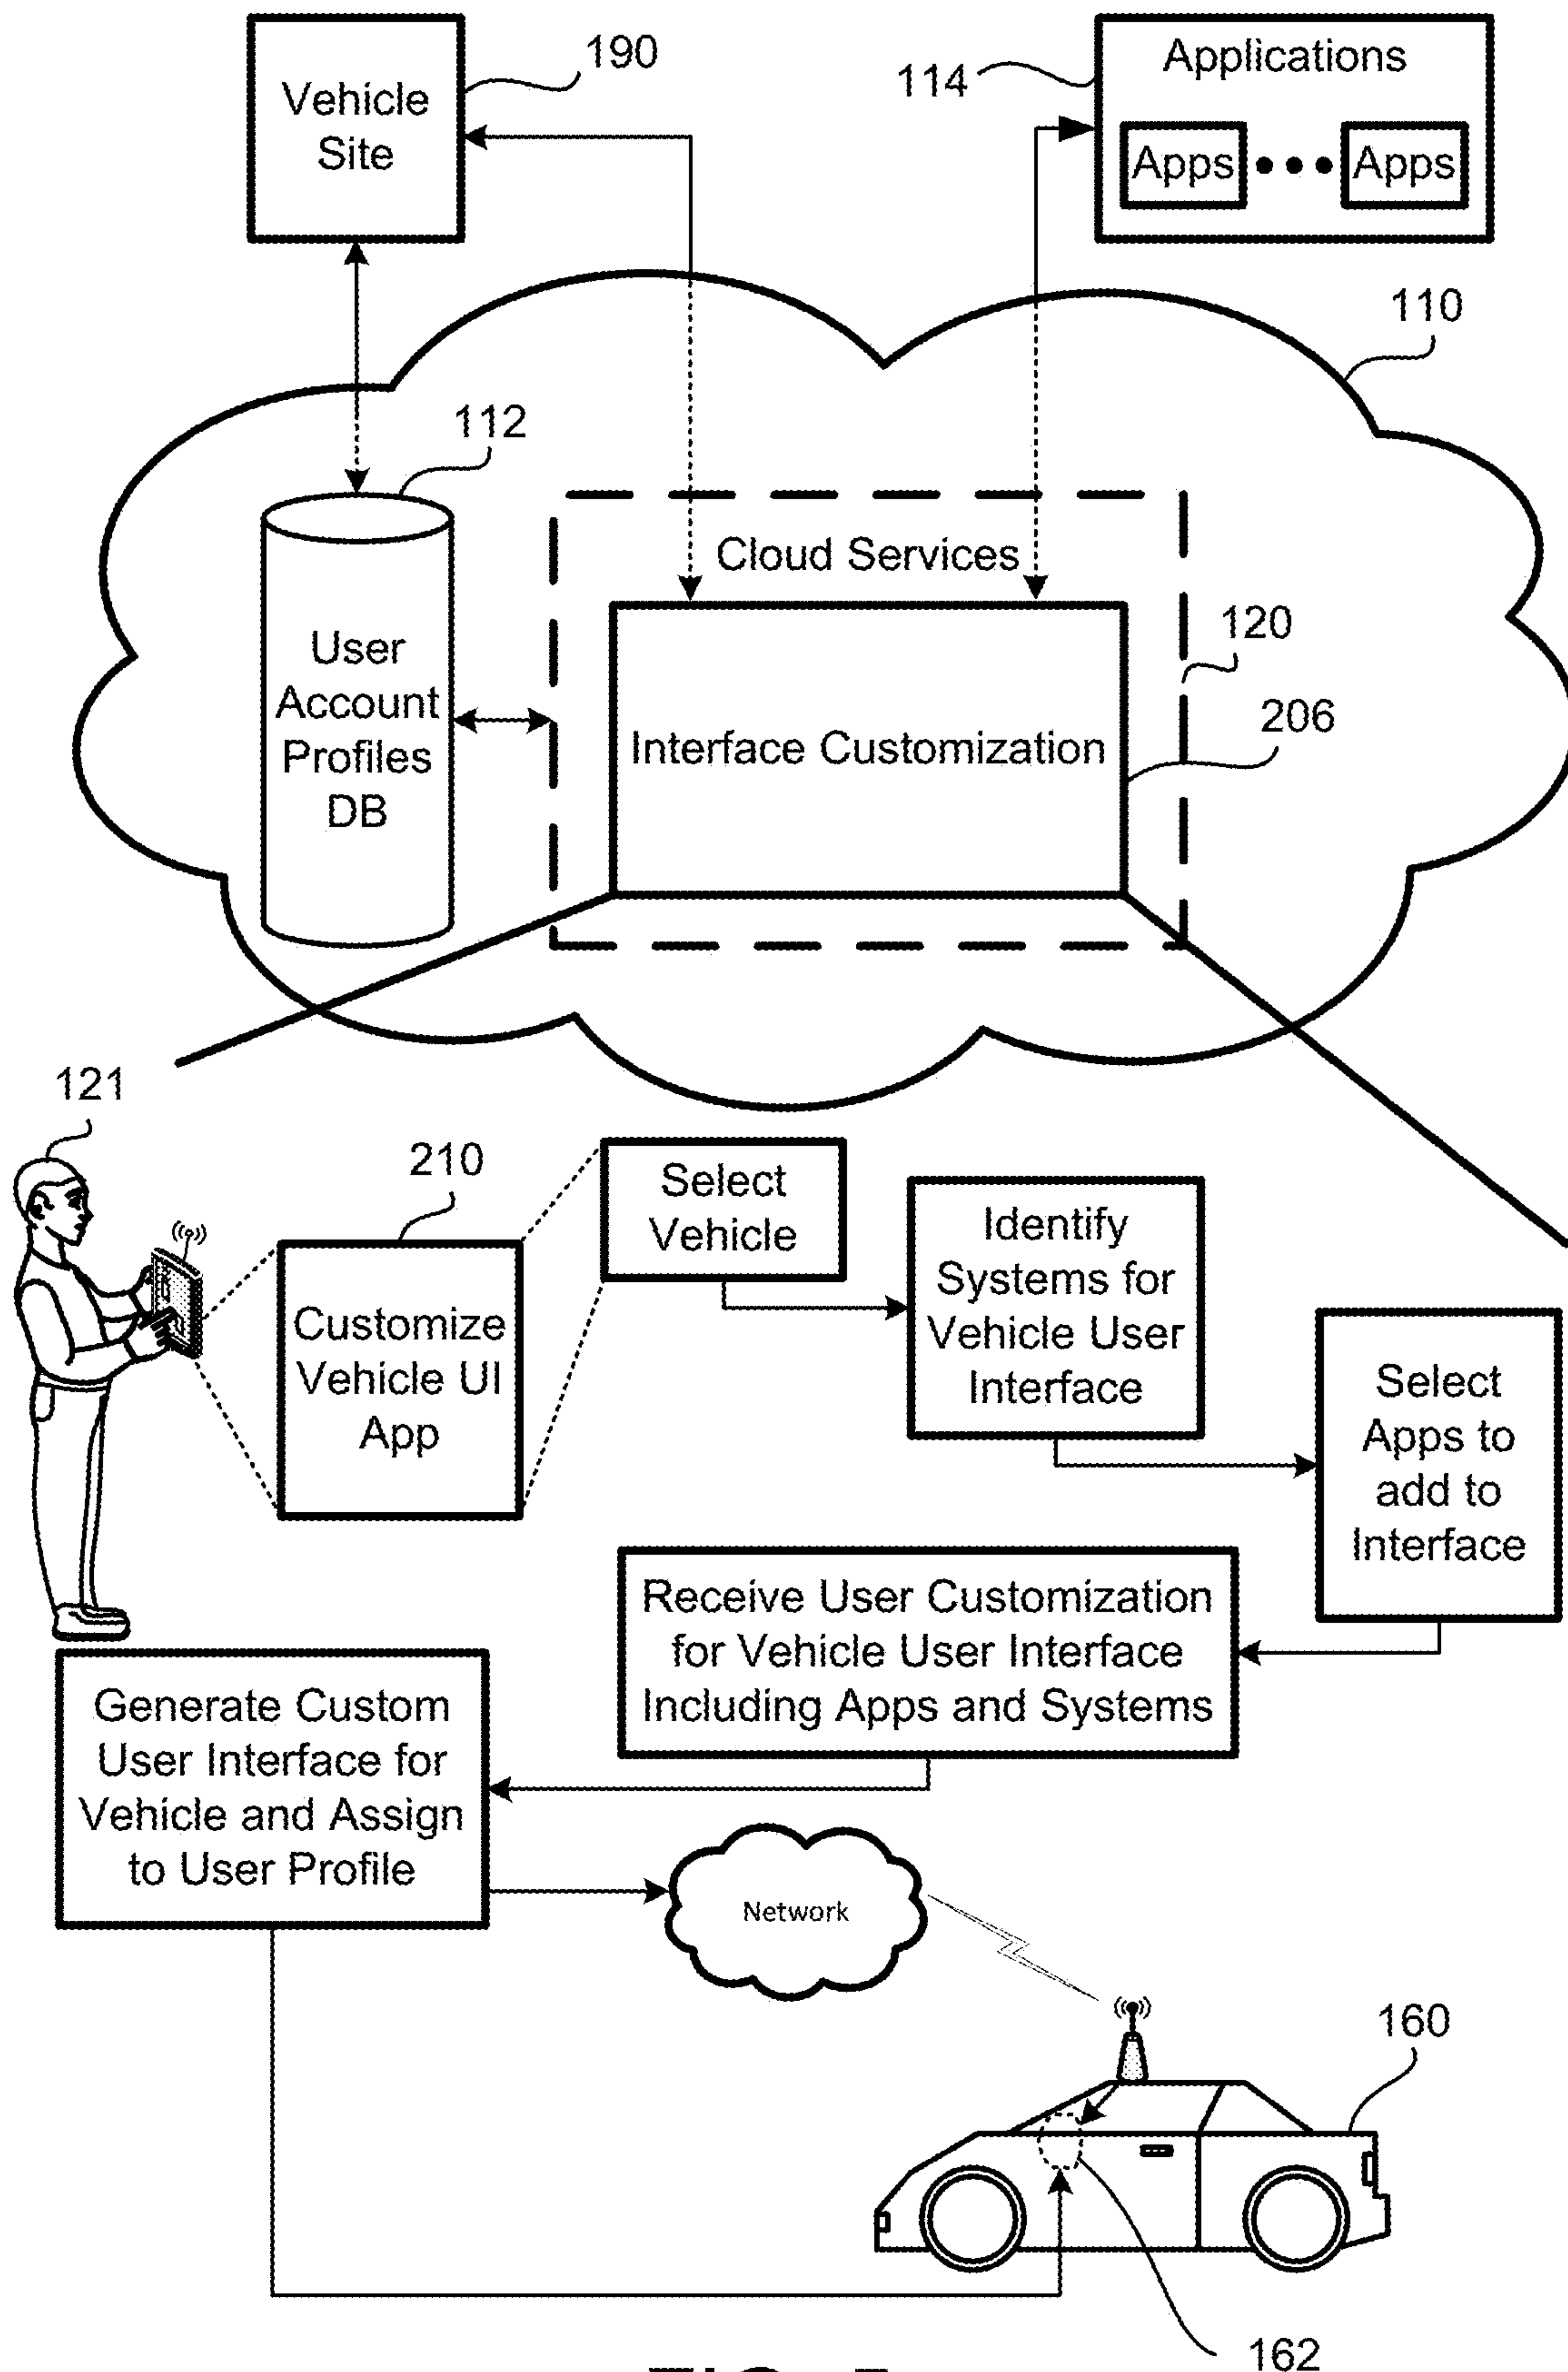 190
Vehicle
Site
114
Applications
Apps
Apps
110
112
Cloud Services
User
Account
Profiles
DB
120
206
Interface Customization
121
210
Customize
Vehicle UI
App
Select
Vehicle
Identify
Systems for
Vehicle User
Interface
Select
Apps to
add to
Interface
Receive User Customization
for Vehicle User Interface
Including Apps and Systems
Generate Custom
User Interface for
Vehicle and Assign
to User Profile
Network
160
162